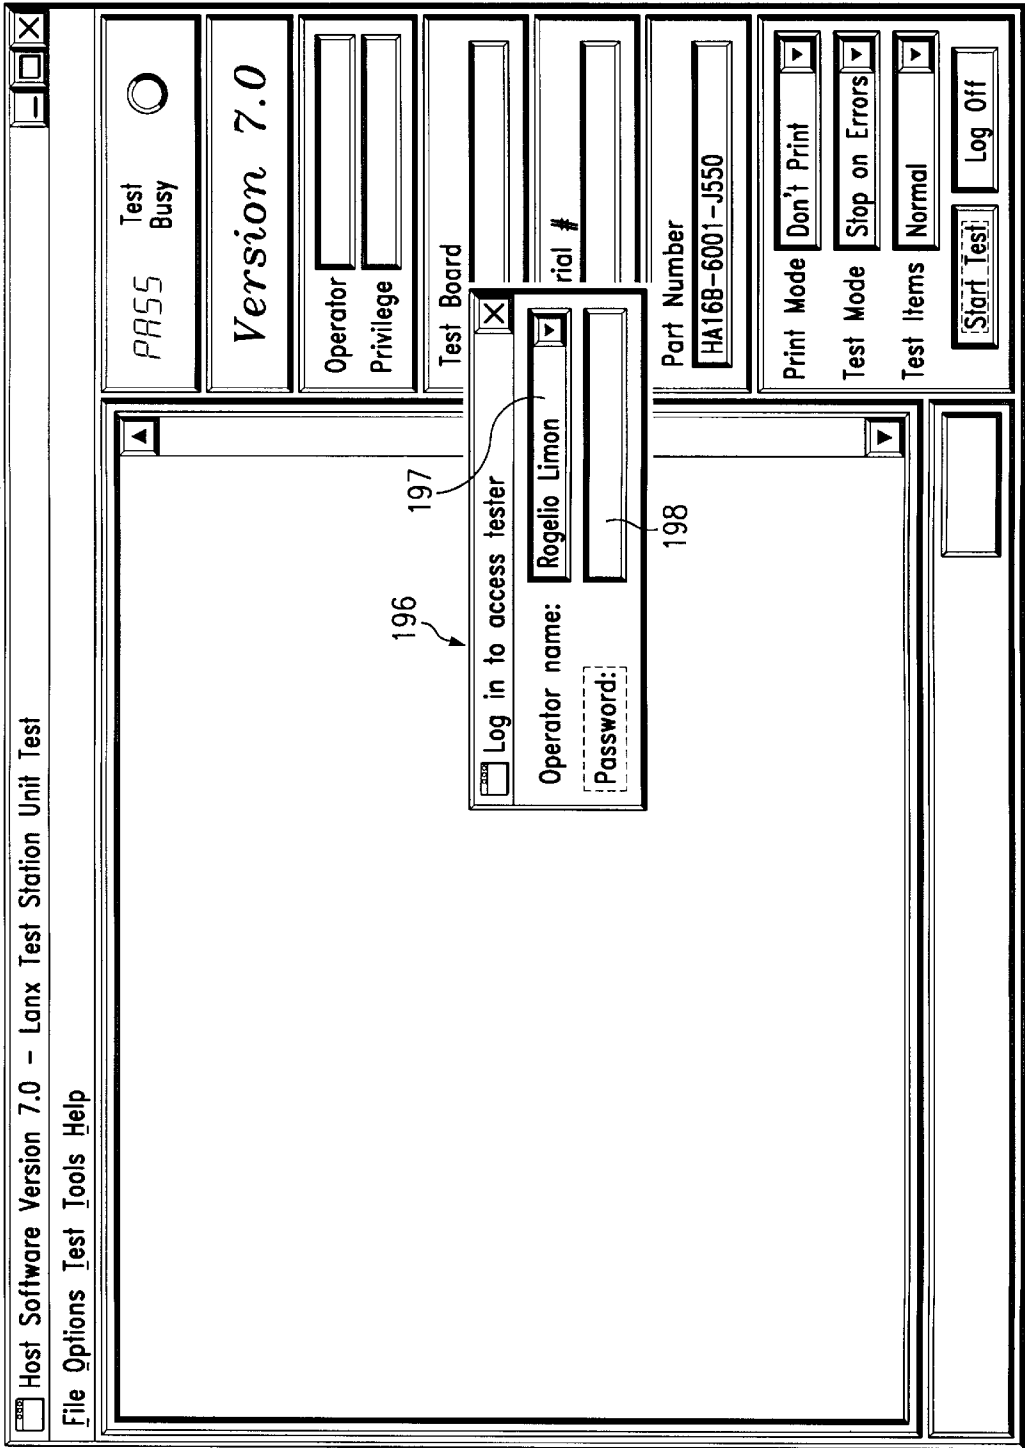 Host Software Version 7.0 - Lanx Test Station Unit Test
File Options Test Tools Help
PASS
Test
Busy
Version 7.0
Operator
Privilege
Test Board
rial #
Part Number
HA16B-6001-J550
Print Mode Don't Print
Test Mode Stop on Errors
Test Items Normal
Start Test Log Off
196
197
Log in to access tester
Operator name: Rogelio Limon
Password:
198